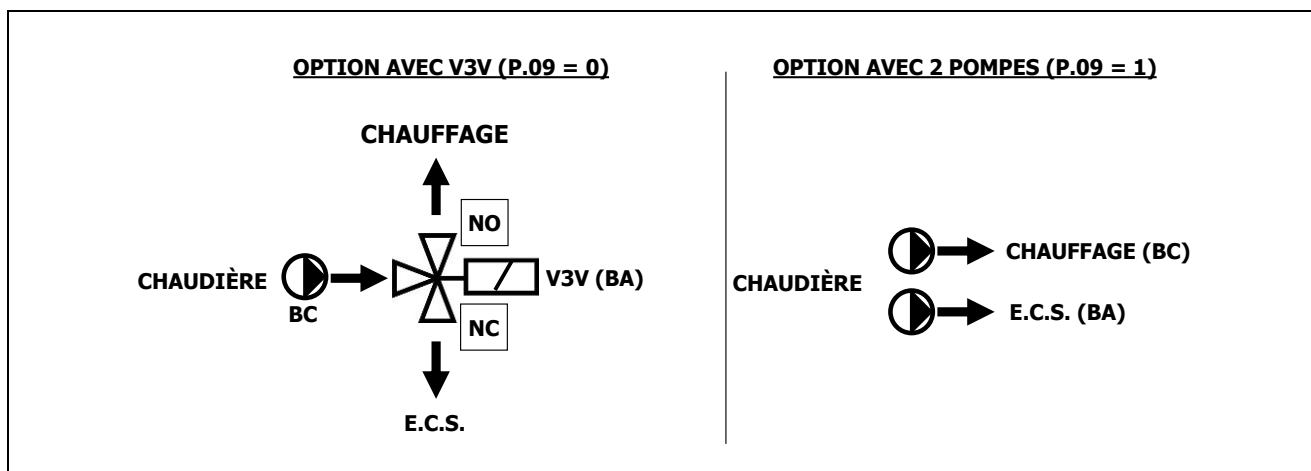 OPTION AVEC V3V (P.09 = 0)
CHAUFFAGE
NO
CHAUDIÈRE
V3V (BA)
BC
NC
E.C.S.
OPTION AVEC 2 POMPES (P.09 = 1)
CHAUFFAGE (BC)
CHAUDIÈRE
E.C.S. (BA)